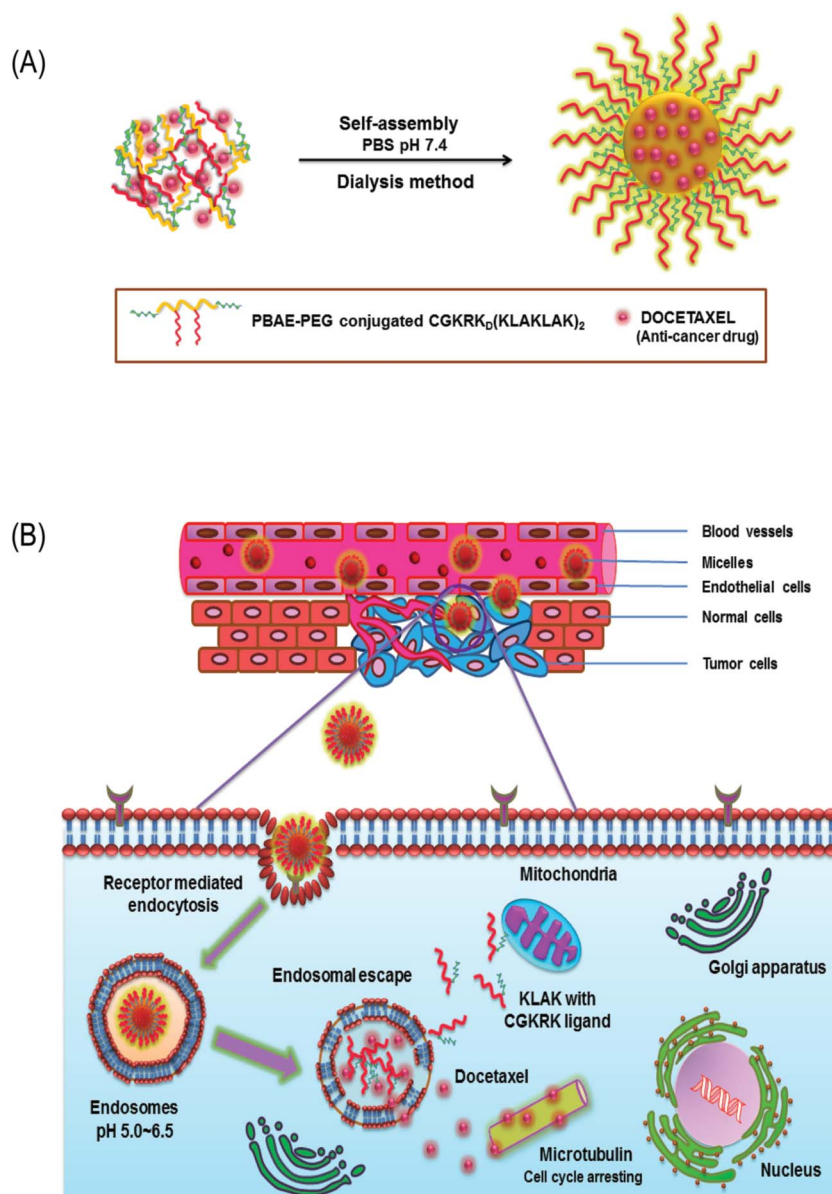 (A)
Self-assembly
PBS pH 7.4
Dialysis method
PBAE-PEG conjugated CGKRK_D(KLAKLAK)₂
DOCETAXEL
(Anti-cancer drug)
(B)
Blood vessels
Micelles
Endothelial cells
Normal cells
Tumor cells
Receptor mediated
endocytosis
Mitochondria
Golgi apparatus
Endosomal escape
KLAK with
CGKRK ligand
Docetaxel
Endosomes
pH 5.0~6.5
Microtubulin
Cell cycle arresting
Nucleus